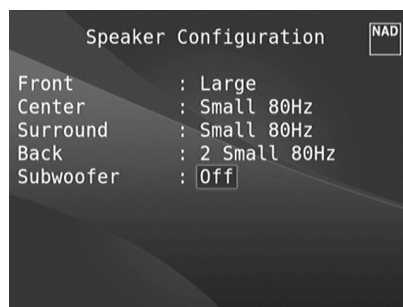 Speaker Configuration
NAD
Front : Large
Center : Small 80Hz
Surround : Small 80Hz
Back : 2 Small 80Hz
Subwoofer : Off